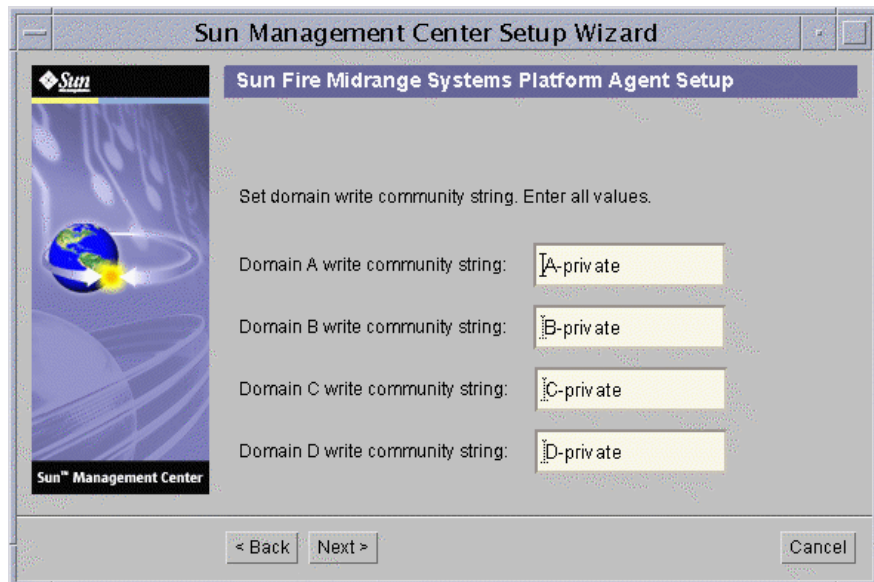 Sun Management Center Setup Wizard
Sun
Sun Fire Midrange Systems Platform Agent Setup
Set domain write community string. Enter all values.
Domain A write community string: A-private
Domain B write community string: B-private
Domain C write community string: C-private
Domain D write community string: D-private
Sun™ Management Center
< Back Next > Cancel